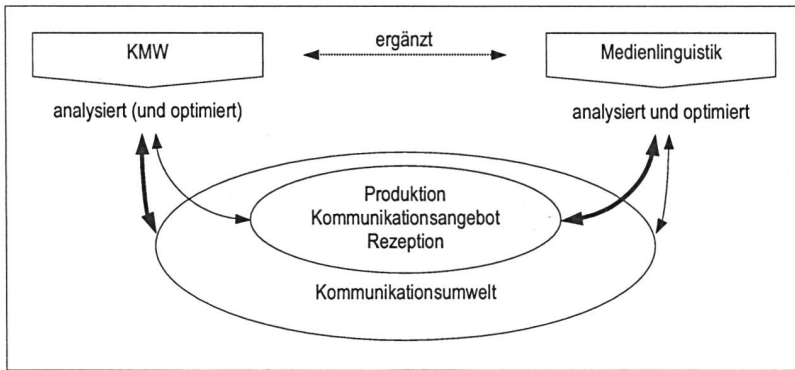 ergänzt
KMW
Medienlinguistik
analysiert (und optimiert)
analysiert und optimiert
Produktion
Kommunikationsangebot
Rezeption
Kommunikationsumwelt